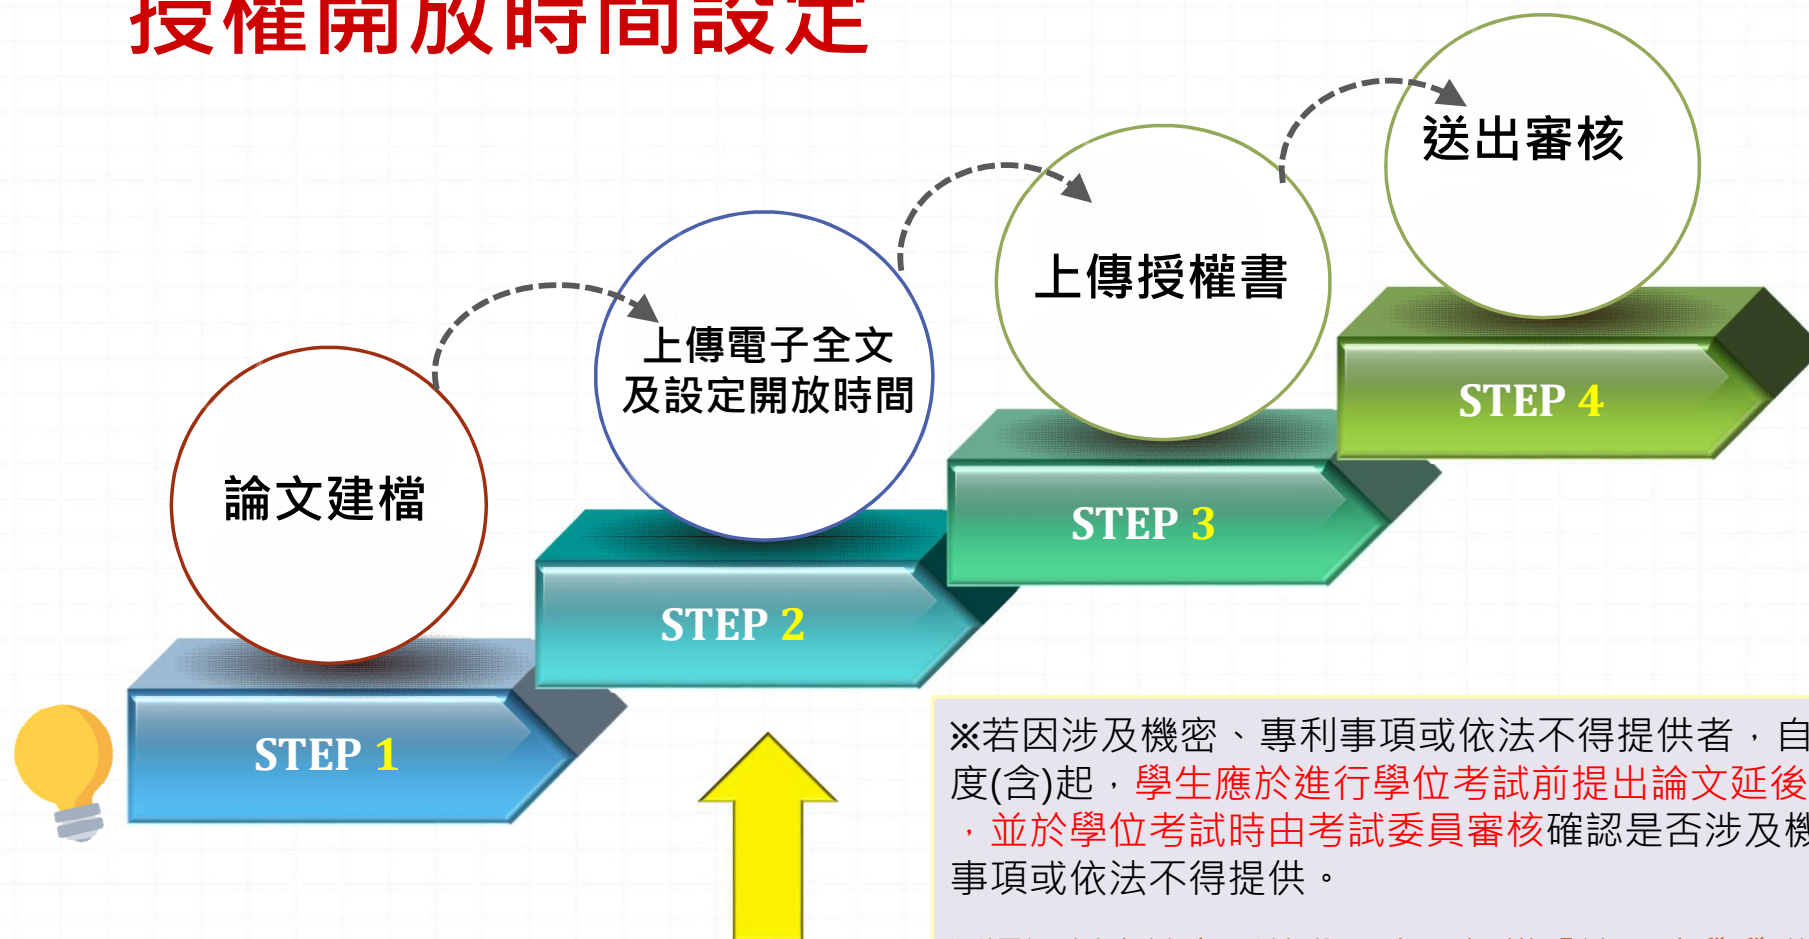 授權開放時間設定
送出審核
上傳授權書
上傳電子全文
及設定開放時間
論文建檔
STEP 4
STEP 3
STEP 2
STEP 1
※若因涉及機密、專利事項或依法不得提供者，自
度(含)起，學生應於進行學位考試前提出論文延後
，並於學位考試時由考試委員審核確認是否涉及機
事項或依法不得提供。